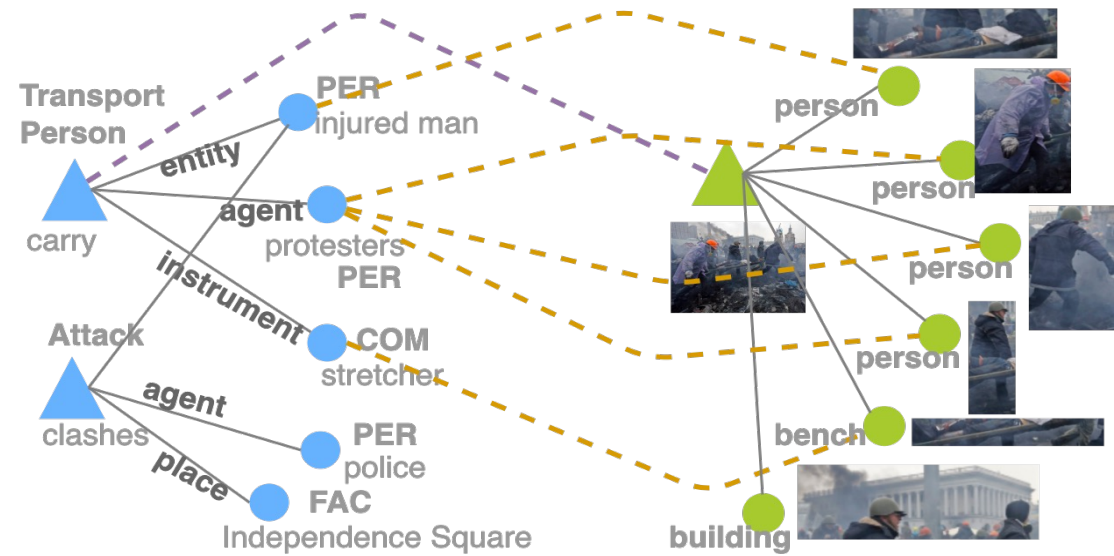 Transport
Person
carry
entity
agent
instrument
PER
injured man
protesters
PER
COM
stretcher
Attack
clashes
agent
place
PER
police
FAC
Independence Square
person
person
person
person
bench
building